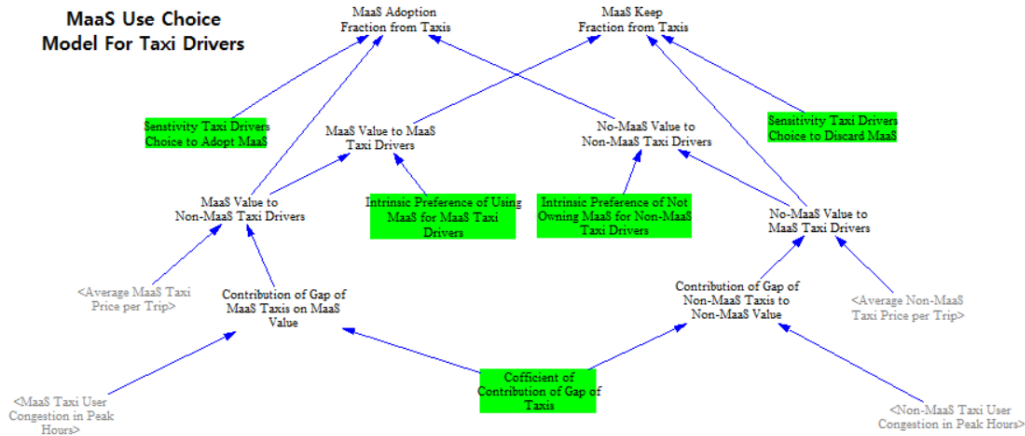 MaaS Use Choice
Model For Taxi Drivers
MaaS Adoption
Fraction from Taxis
MaaS Keep
Fraction from Taxis
Senstivity Taxi Drivers
Choice to Adopt MaaS
MaaS Value to MaaS
Taxi Drivers
No-MaaS Value to
Non-MaaS Taxi Drivers
Sensitivity Taxi Drivers
Choice to Discard MaaS
MaaS Value to
Non-MaaS Taxi Drivers
Intrinsic Preference of Using
MaaS for MaaS Taxi
Drivers
Intrinsic Preference of Not
Owning MaaS for Non-MaaS
Taxi Drivers
No-MaaS Value to
MaaS Taxi Drivers
<Average MaaS Taxi
Price per Trip>
Contribution of Gap of
MaaS Taxis on MaaS
Value
Contribution of Gap of
Non-MaaS Taxis to
Non-MaaS Value
<Average Non-MaaS
Taxi Price per Trip>
<MaaS Taxi User
Congestion in Peak
Hours>
Cofficient of
Contribution of Gap of
Taxis
<Non-MaaS Taxi User
Congestion in Peak Hours>